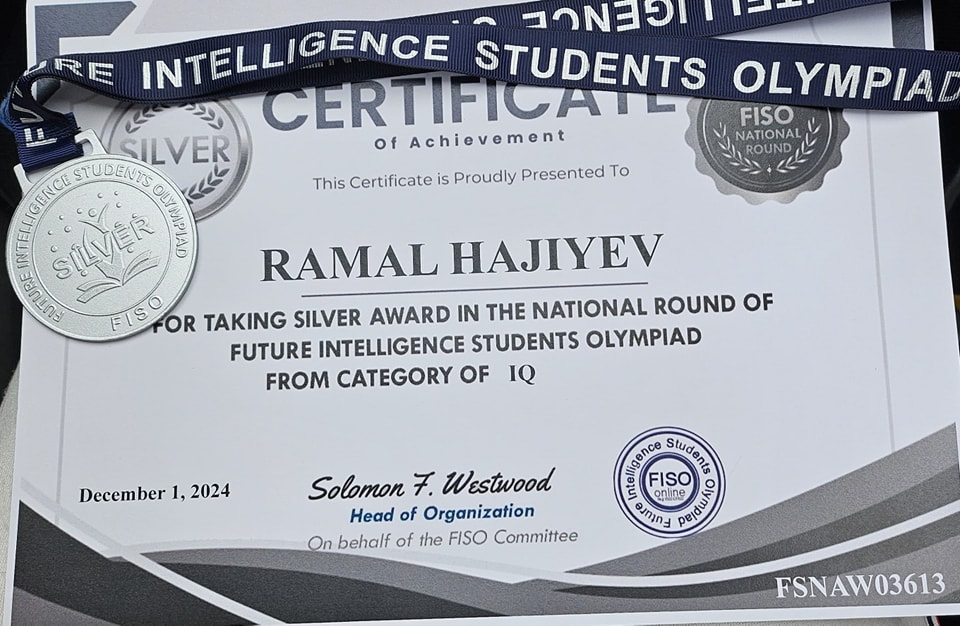 URE INTELLIGENCE STUDENTS OLYMPIAD
CERTIFICATE
Of Achievement
This Certificate is Proudly Presented To
SILVER
FISO
NATIONAL
ROUND
FUTURE INTELLIGENCE STUDENTS OLYMPIAD
SILVER
FISO
RAMAL HAJIYEV
FOR TAKING SILVER AWARD IN THE NATIONAL ROUND OF
FUTURE INTELLIGENCE STUDENTS OLYMPIAD
FROM CATEGORY OF IQ
December 1, 2024
Solomon F. Westwood
Head of Organization
On behalf of the FISO Committee
Future Intelligence Students Olympiad
FISO
online
FSNAW03613